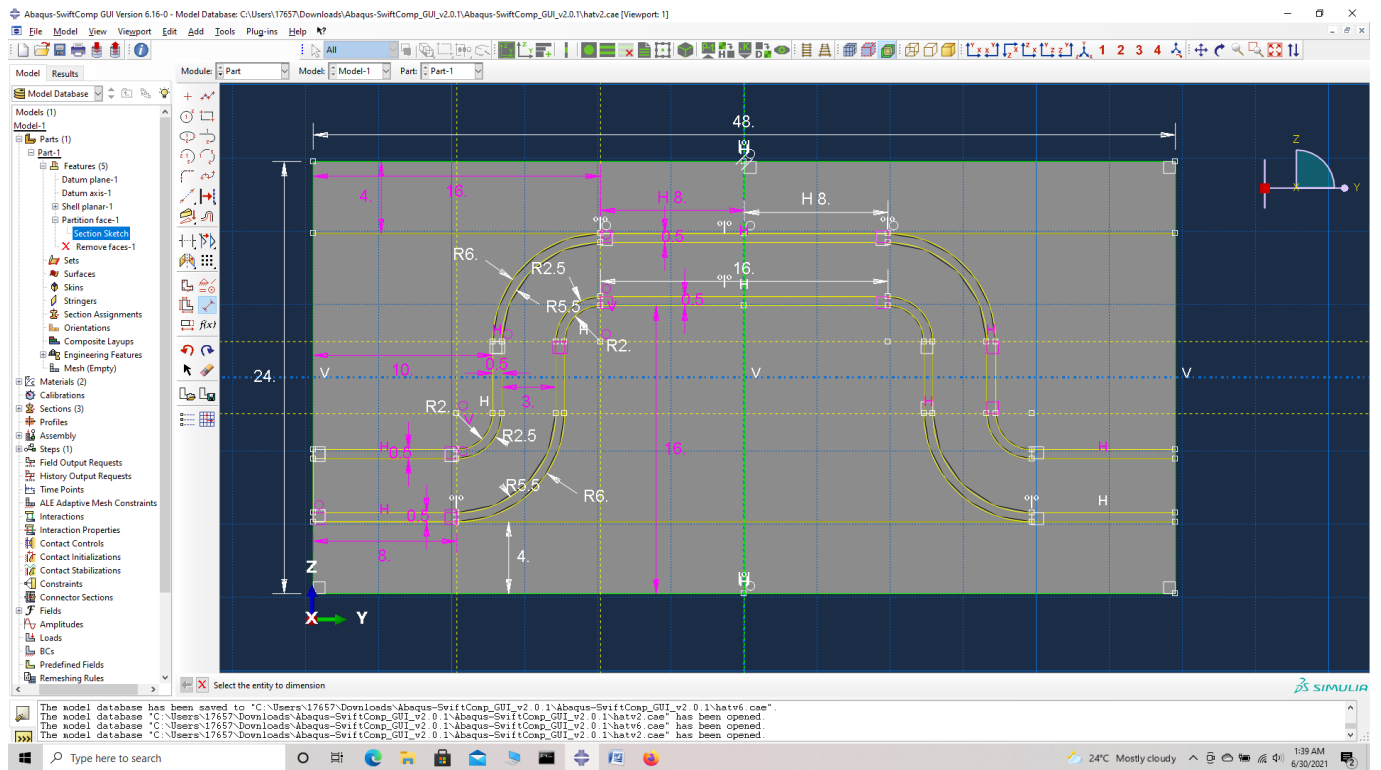 Abaqus-SwiftComp GUI Version 6.16-0 - Model Database: C:\Users\17657\Downloads\Abaqus-SwiftComp_GUI_v2.0.1\Abaqus-SwiftComp_GUI_v2.0.1\hatv2.cae [Viewport: 1]
File Model Viewport Edit Add Tools Plug-ins Help
All
1 2 3 4
Model Results
Module: Part Model: Model-1 Part: Part-1
Model Database
Models (1)
Model-1
Parts (1)
Part-1
Features (5)
Datum plane-1
Datum axis-1
Shell planar-1
Partition face-1
Section Sketch
Remove faces-1
Sets
Surfaces
Skins
Stringers
Section Assignments
Orientations
Composite Layups
Engineering Features
Mesh (Empty)
Materials (2)
Calibrations
Sections (3)
Profiles
Assembly
Steps (1)
Field Output Requests
History Output Requests
Time Points
ALE Adaptive Mesh Constraints
Interactions
Interaction Properties
Contact Controls
Contact Initializations
Contact Stabilizations
Constraints
Connector Sections
Fields
Amplitudes
Loads
BCs
Predefined Fields
Remeshing Rules
f(x)
48.
H
Z
X Y
4.
16.
H 8.
H 8.
H
0.5
R6.
R2.5
16.
H
0.5
R5.5
V
H
H
R2.
H
10.
0.5
24.
V
V
V
3.
R2.
H
H
H
V
R2.5
H
0.5
16.
H
R5.5
R6.
H
0.5
H
8.
4.
H
Z
X Y
Select the entity to dimension
SIMULIA
The model database has been saved to "C:\Users\17657\Downloads\Abaqus-SwiftComp_GUI_v2.0.1\Abaqus-SwiftComp_GUI_v2.0.1\hatv6.cae".
The model database "C:\Users\17657\Downloads\Abaqus-SwiftComp_GUI_v2.0.1\Abaqus-SwiftComp_GUI_v2.0.1\hatv2.cae" has been opened.
The model database "C:\Users\17657\Downloads\Abaqus-SwiftComp_GUI_v2.0.1\Abaqus-SwiftComp_GUI_v2.0.1\hatv6.cae" has been opened.
The model database "C:\Users\17657\Downloads\Abaqus-SwiftComp_GUI_v2.0.1\Abaqus-SwiftComp_GUI_v2.0.1\hatv2.cae" has been opened.
Type here to search
24°C Mostly cloudy
1:39 AM
6/30/2021